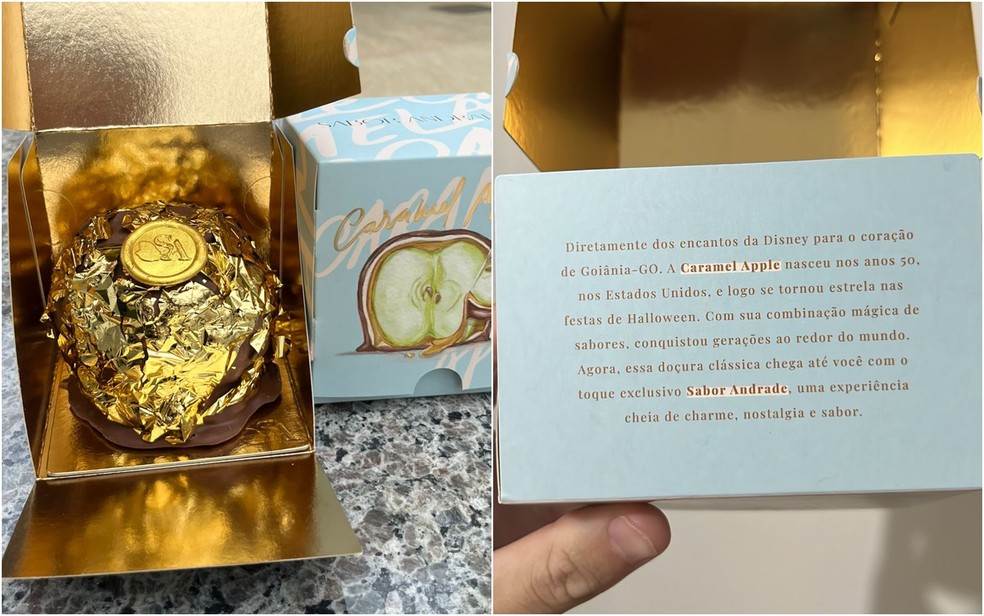 SABOR ANDRA
Caramel
Diretamente dos encantos da Disney para o coração
de Goiânia-GO. A Caramel Apple nasceu nos anos 50,
nos Estados Unidos, e logo se tornou estrela nas
festas de Halloween. Com sua combinação mágica de
sabores, conquistou gerações ao redor do mundo.
Agora, essa doçura clássica chega até você com o
toque exclusivo Sabor Andrade, uma experiência
cheia de charme, nostalgia e sabor.